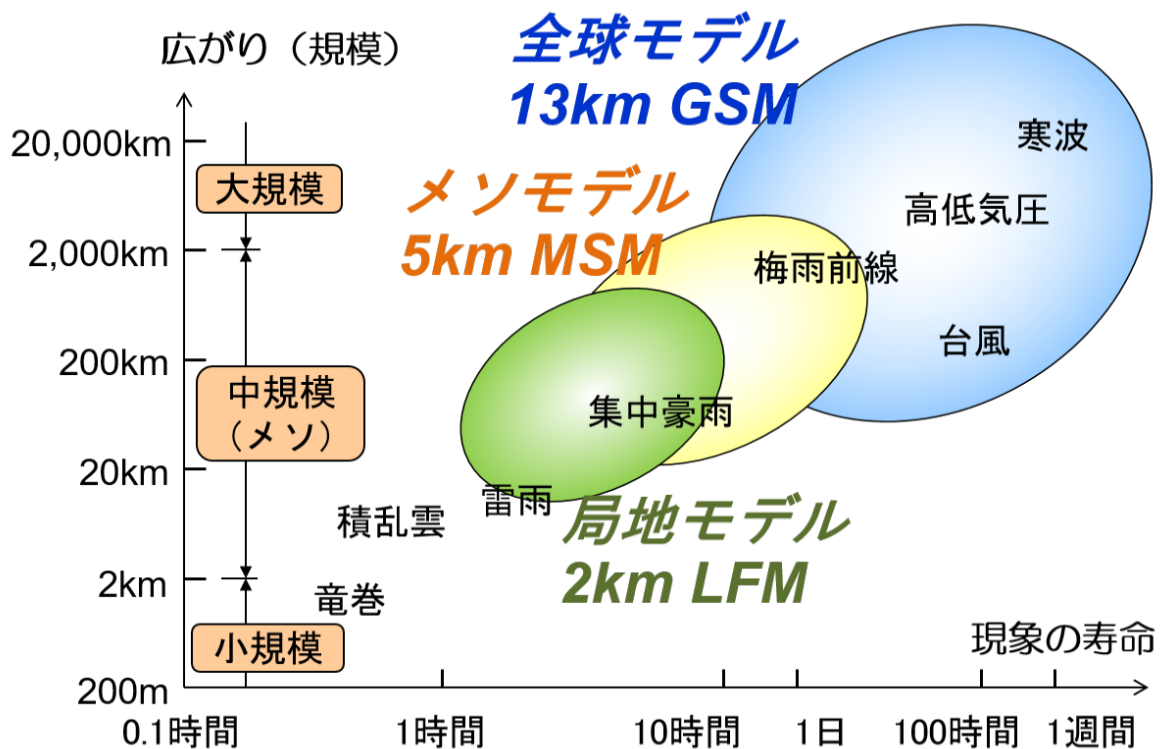 広がり（規模）
全球モデル
13km GSM
20,000km
寒波
大規模
メソモデル
高低気圧
2,000km
5km MSM
梅雨前線
200km
台風
中規模
（メソ）
集中豪雨
20km
雷雨
積乱雲
局地モデル
2km
2km LFM
竜巻
小規模
現象の寿命
200m
0.1時間
1時間
10時間
1日
100時間
1週間